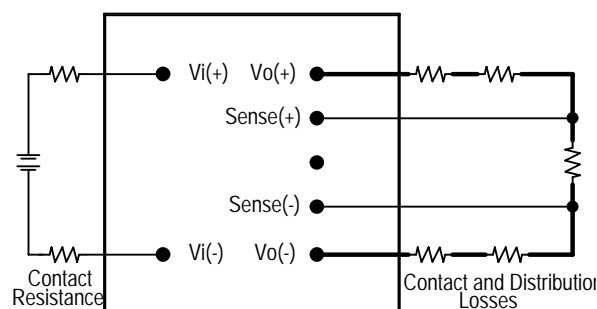 Vi(+) Vo(+)
Sense(+)
Sense(-)
Vi(-) Vo(-)
Contact
Resistance
Contact and Distribution
Losses